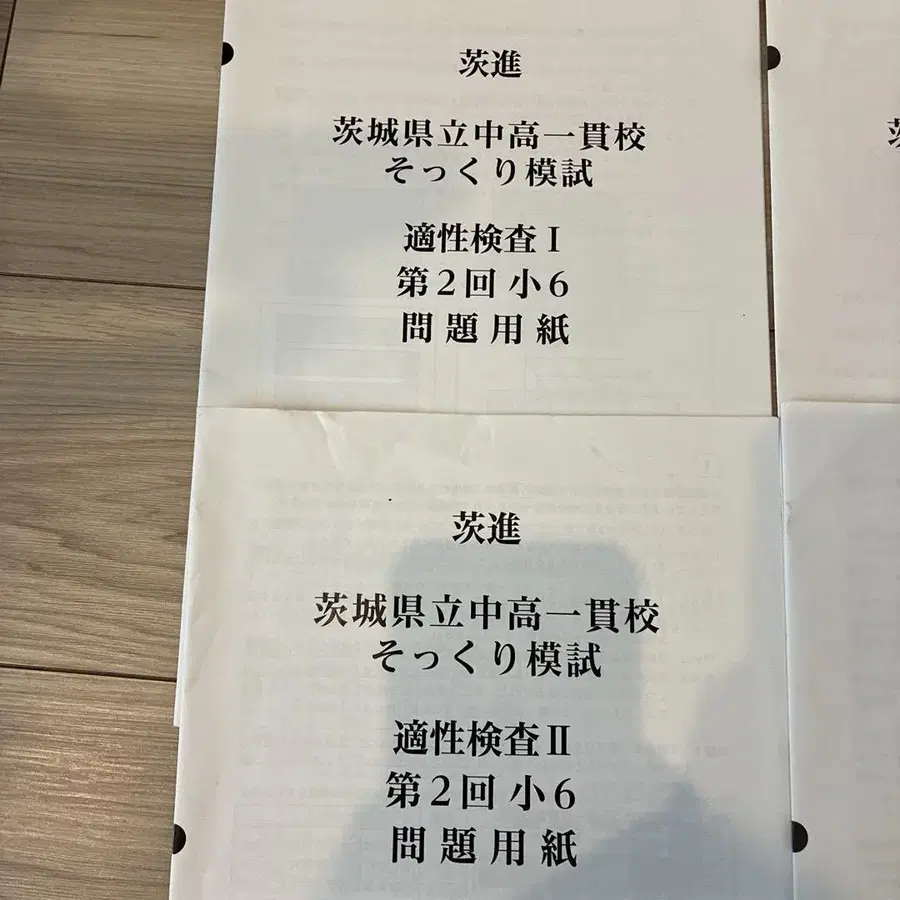 茨進
茨城県立中高一貫校
そっくり模試
適性検査Ⅰ
第2回 小6
問題用紙
茨進
茨城県立中高一貫校
そっくり模試
適性検査Ⅱ
第2回 小6
問題用紙
茨